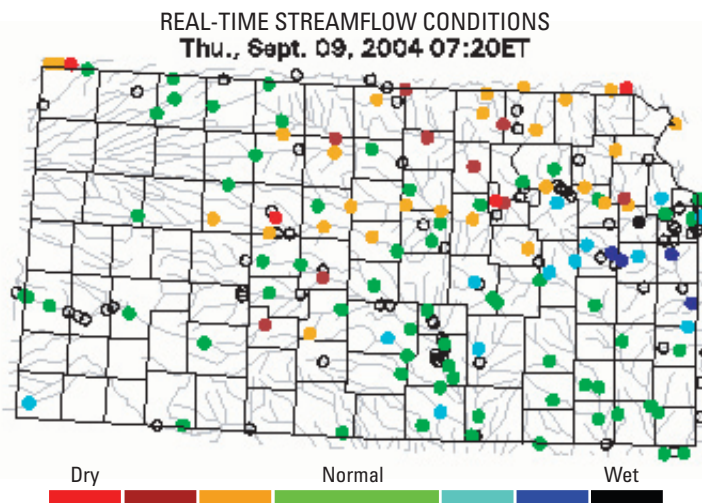 REAL-TIME STREAMFLOW CONDITIONS
Thu., Sept. 09, 2004 07:20ET
Dry Normal Wet